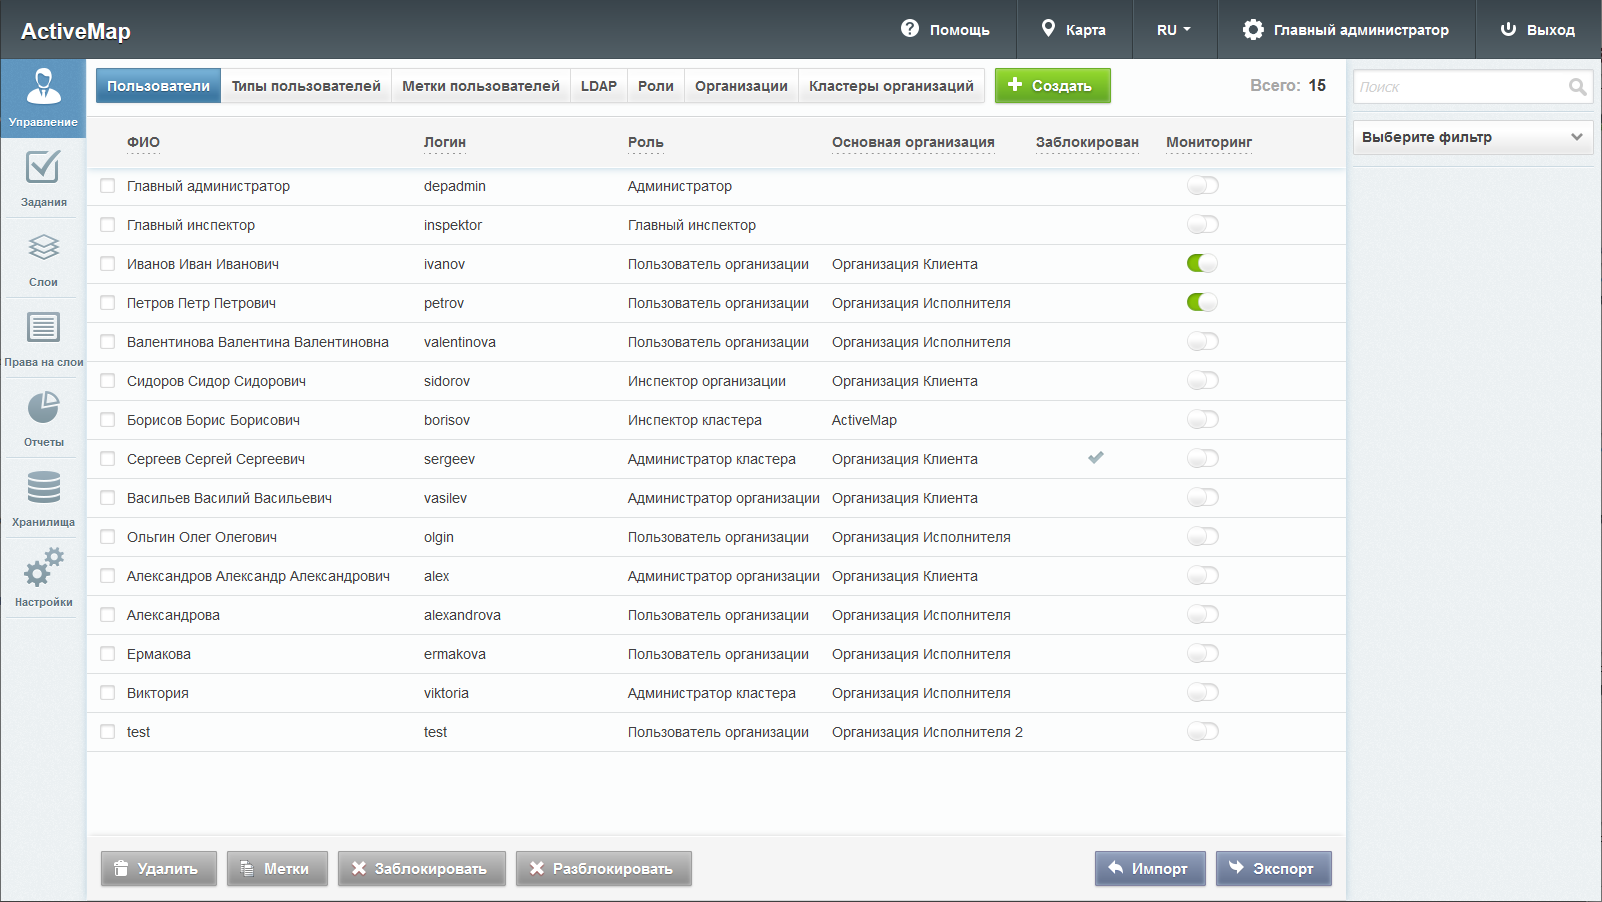 ActiveMap
Помощь
Карта
RU
Главный администратор
Выход
Управление
Задания
Слои
Права на слои
Отчеты
Хранилища
Настройки
Пользователи Типы пользователей Метки пользователей LDAP Роли Организации Кластеры организаций Создать Всего: 15
Поиск
Выберите фильтр
ФИО Логин Роль Основная организация Заблокирован Мониторинг
Главный администратор depadmin Администратор
Главный инспектор inspektor Главный инспектор
Иванов Иван Иванович ivanov Пользователь организации Организация Клиента
Петров Петр Петрович petrov Пользователь организации Организация Исполнителя
Валентинова Валентина Валентиновна valentinova Пользователь организации Организация Исполнителя
Сидоров Сидор Сидорович sidorov Инспектор организации Организация Клиента
Борисов Борис Борисович borisov Инспектор кластера ActiveMap
Сергеев Сергей Сергеевич sergeev Администратор кластера Организация Клиента
Васильев Василий Васильевич vasilev Администратор организации Организация Клиента
Ольгин Олег Олегович olgin Пользователь организации Организация Исполнителя
Александров Александр Александрович alex Администратор организации Организация Клиента
Александрова alexandrova Пользователь организации Организация Исполнителя
Ермакова ermakova Пользователь организации Организация Исполнителя
Виктория viktoria Администратор кластера Организация Исполнителя
test test Пользователь организации Организация Исполнителя 2
Удалить Метки Заблокировать Разблокировать Импорт Экспорт